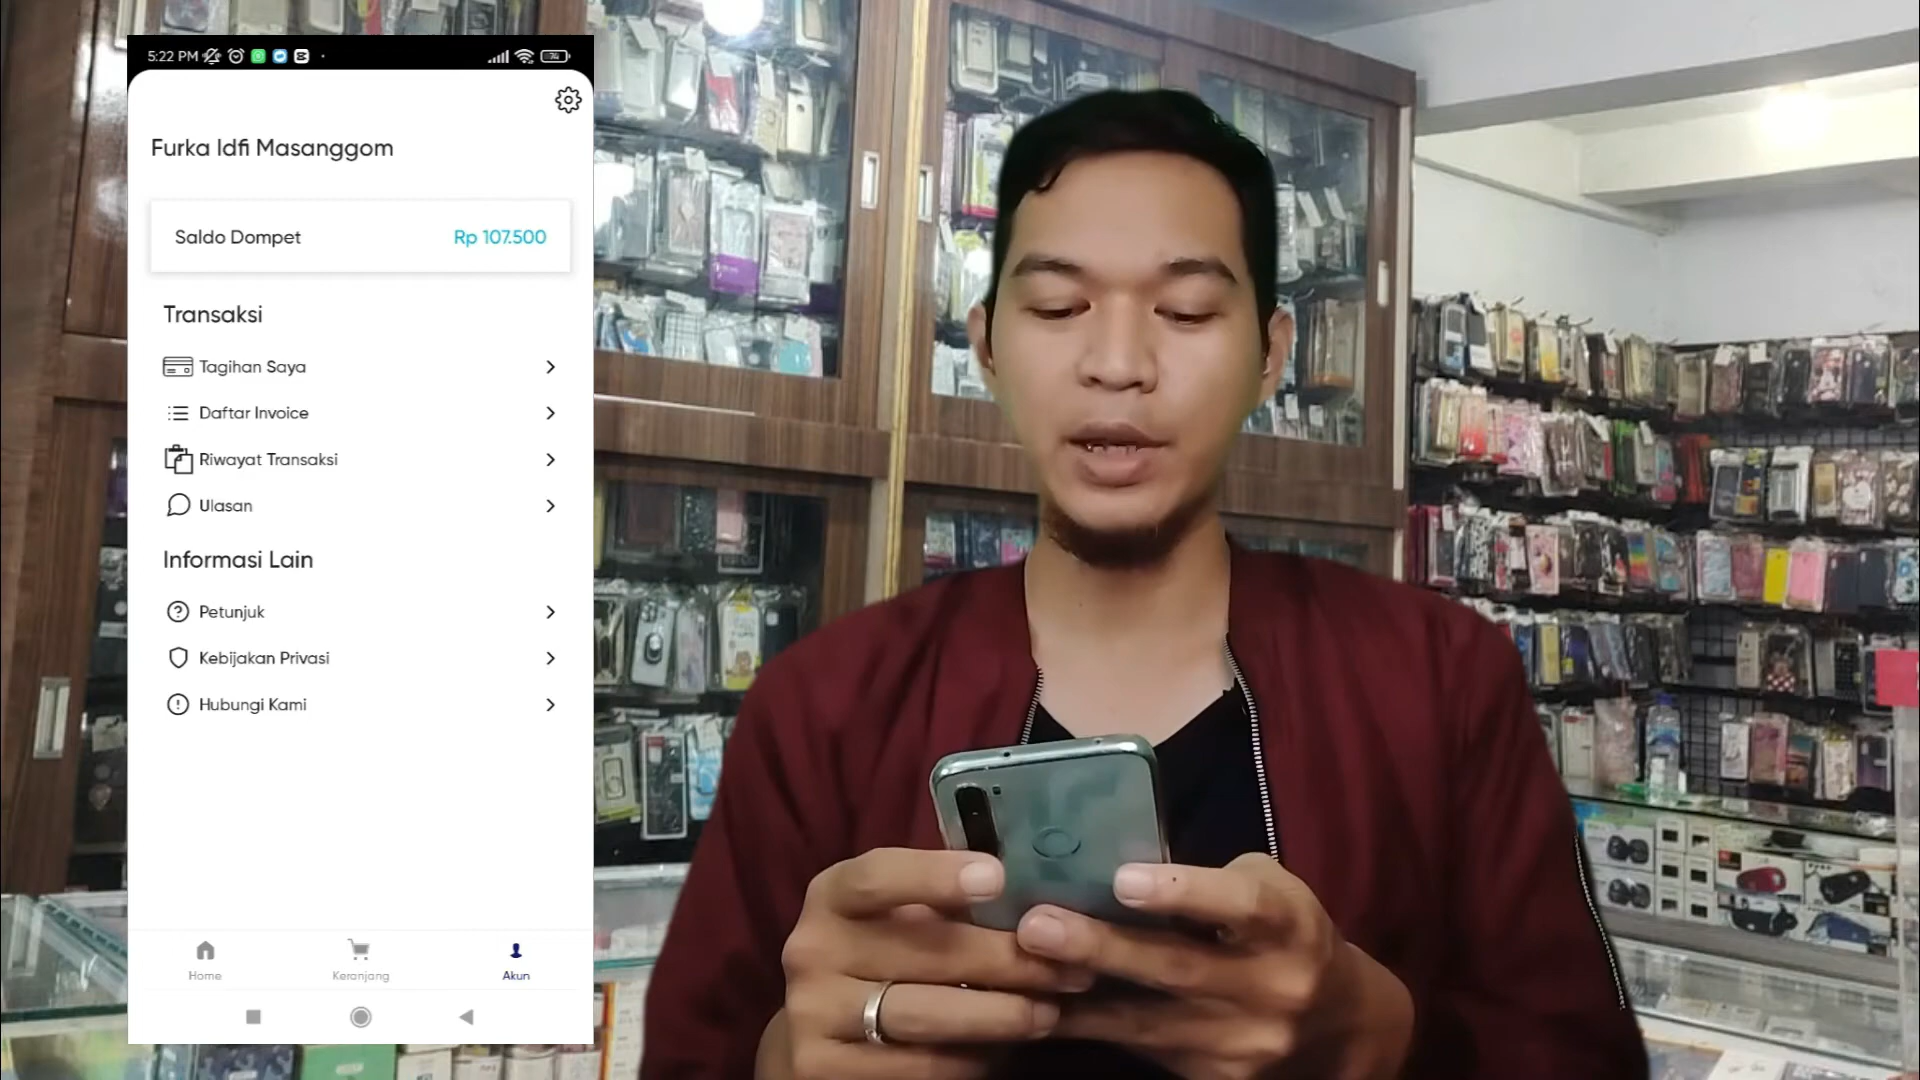 5:22 PM
Furka Idfi Masanggom
Saldo Dompet Rp 107.500
Transaksi
Tagihan Saya
Daftar Invoice
Riwayat Transaksi
Ulasan
Informasi Lain
Petunjuk
Kebijakan Privasi
Hubungi Kami
Home Keranjang Akun